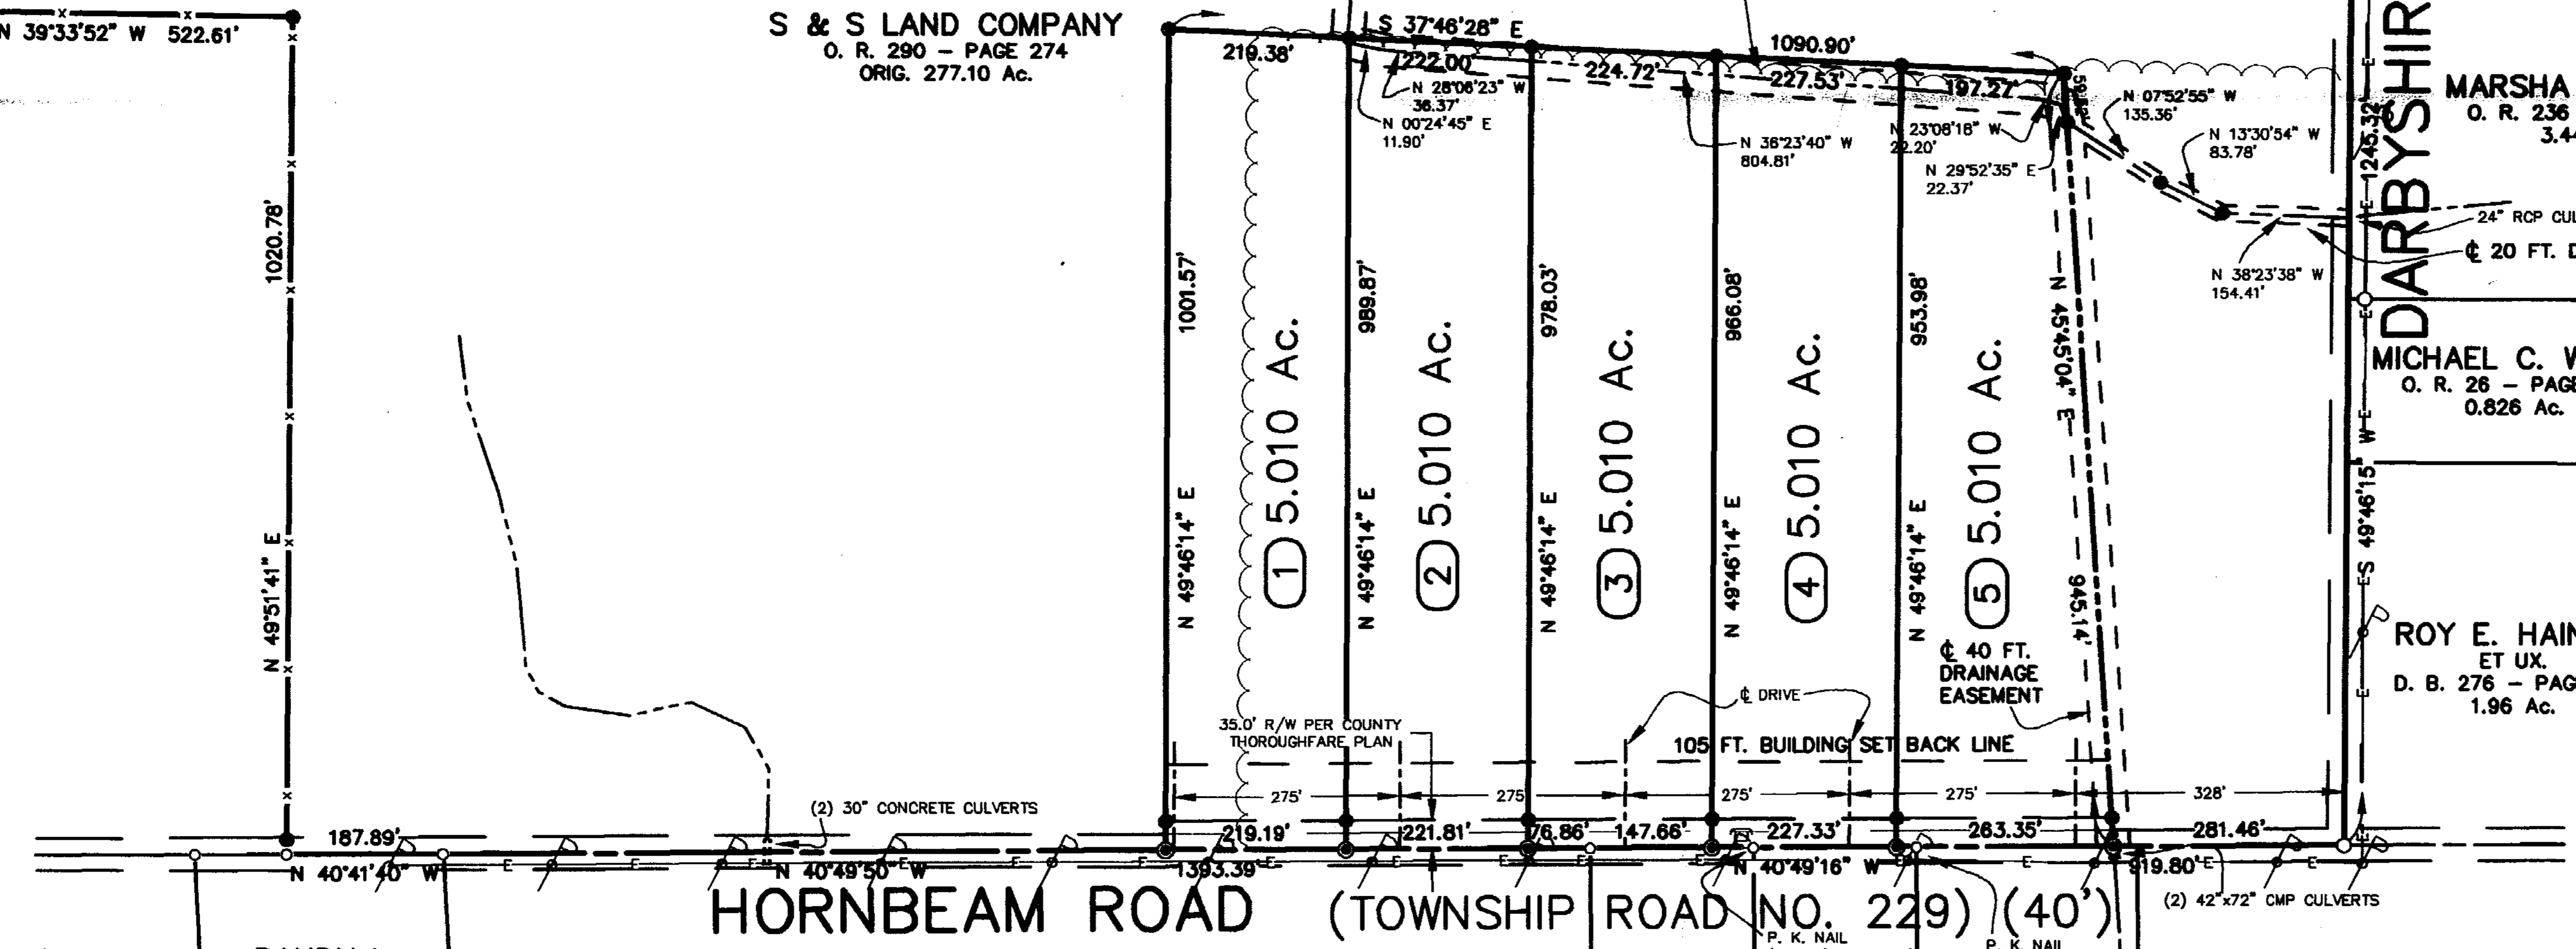 N 39°33'52" W 522.61'
1020.78'
N 49°51'41" E
S & S LAND COMPANY
O. R. 290 - PAGE 274
ORIG. 277.10 Ac.
S 37°46'28" E
1090.90'
219.38'
222.00'
224.72'
227.53'
197.27'
N 28°06'23" W
36.37'
N 00°24'45" E
11.90'
N 36°23'40" W
804.81'
N 23°08'18" W
22.20'
N 29°52'35" E
22.37'
N 07°52'55" W
135.36'
N 13°30'54" W
83.78'
N 38°23'38" W
154.41'
24" RCP CUL
℄ 20 FT. D
DARBYSHIR
1245.32'
S 49°46'15" W
MARSHA
O. R. 236
3.44
MICHAEL C. W
O. R. 26 - PAGE
0.826 Ac.
ROY E. HAIN
ET UX.
D. B. 276 - PAG
1.96 Ac.
1001.57'
N 49°46'14" E
1 5.010 Ac.
989.87'
N 49°46'14" E
2 5.010 Ac.
978.03'
N 49°46'14" E
3 5.010 Ac.
966.08'
N 49°46'14" E
4 5.010 Ac.
953.98'
N 49°46'14" E
5 5.010 Ac.
N 45°45'04" E
945.14'
℄ 40 FT.
DRAINAGE
EASEMENT
℄ DRIVE
35.0' R/W PER COUNTY
THOROUGHFARE PLAN
105 FT. BUILDING SET BACK LINE
275'
275
275'
275'
328'
(2) 30" CONCRETE CULVERTS
187.89'
219.19'
221.81'
76.86'
147.66'
227.33'
263.35'
281.46'
N 40°41'40" W
N 40°49'50" W
1393.39'
N 40°49'16" W
919.80'
(2) 42"x72" CMP CULVERTS
HORNBEAM ROAD (TOWNSHIP ROAD NO. 229) (40')
P. K. NAIL
P. K. NAIL